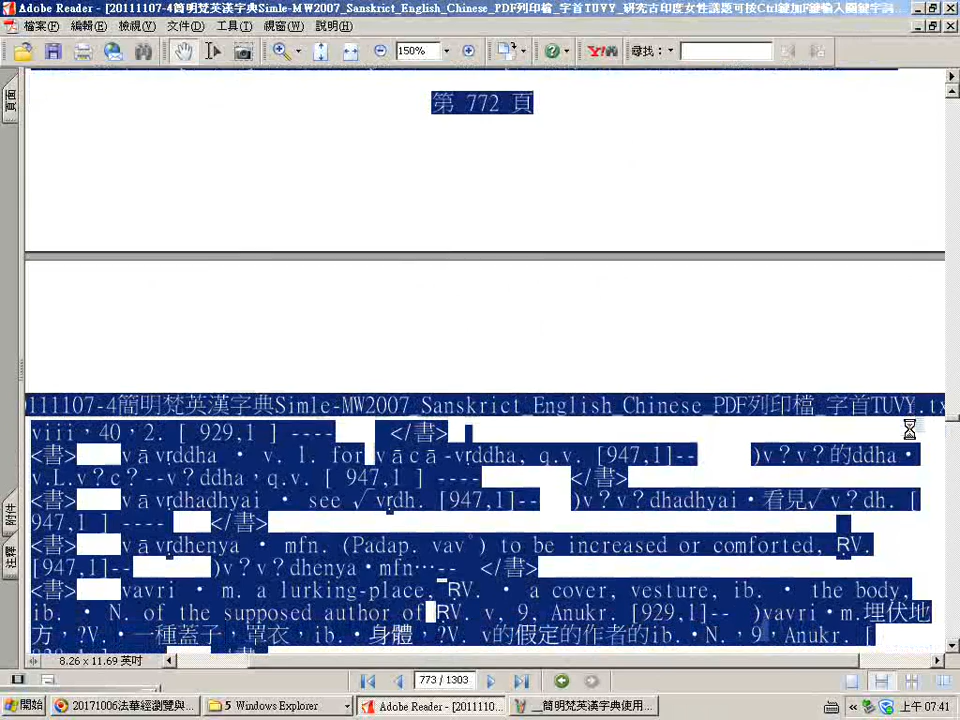 Adobe Reader - [20111107-4簡明梵英漢字典Simle-MW2007_Sanskrict_English_Chinese_PDF列印檔_字首TUVY_研究古印度女性議題可按Ctrl鍵加F鍵輸入關鍵字詞
檔案(F) 編輯(E) 檢視(V) 文件(D) 工具(T) 視窗(W) 說明(H)
150% 尋找:
頁面
第 772 頁
111107-4簡明梵英漢字典Simle-MW2007_Sanskrict_English_Chinese_PDF列印檔_字首TUVY.tx
viii,40,2. [ 929,1 ] ---- </書>
<書> vāvṛddha ‧ v. l. for vācā-vṛddha, q.v. [947,1]-- )v?v?的ddha‧
v.L.v?c?--v?ddha,q.v. [ 947,1] ---- </書>
<書> vāvṛdhadhyai ‧ see √vṛdh. [947,1]-- )v?v?dhadhyai‧看見√v?dh. [
947,1 ] ---- </書>
<書> vāvṛdhenya ‧ mfn. (Padap. vav°) to be increased or comforted, ṚV.
[947,1]-- )v?v?dhenya‧mfn…-- </書>
<書> vavri ‧ m. a lurking-place, ṚV. ‧ a cover, vesture, ib. ‧ the body,
ib. ‧ N. of the supposed author of ṚV. v, 9, Anukr. [929,1]-- )vavri‧m.埋伏地
方,?V.‧一種蓋子,罩衣,ib.‧身體,?V. v的假定的作者的ib.‧N.,9,Anukr. [
附件
注釋
8.26 x 11.69 英吋
773 / 1303
開始 20171006法華經瀏覽與... 5 Windows Explorer Adobe Reader - [201110... __簡明梵英漢字典使用... 上午 07:41